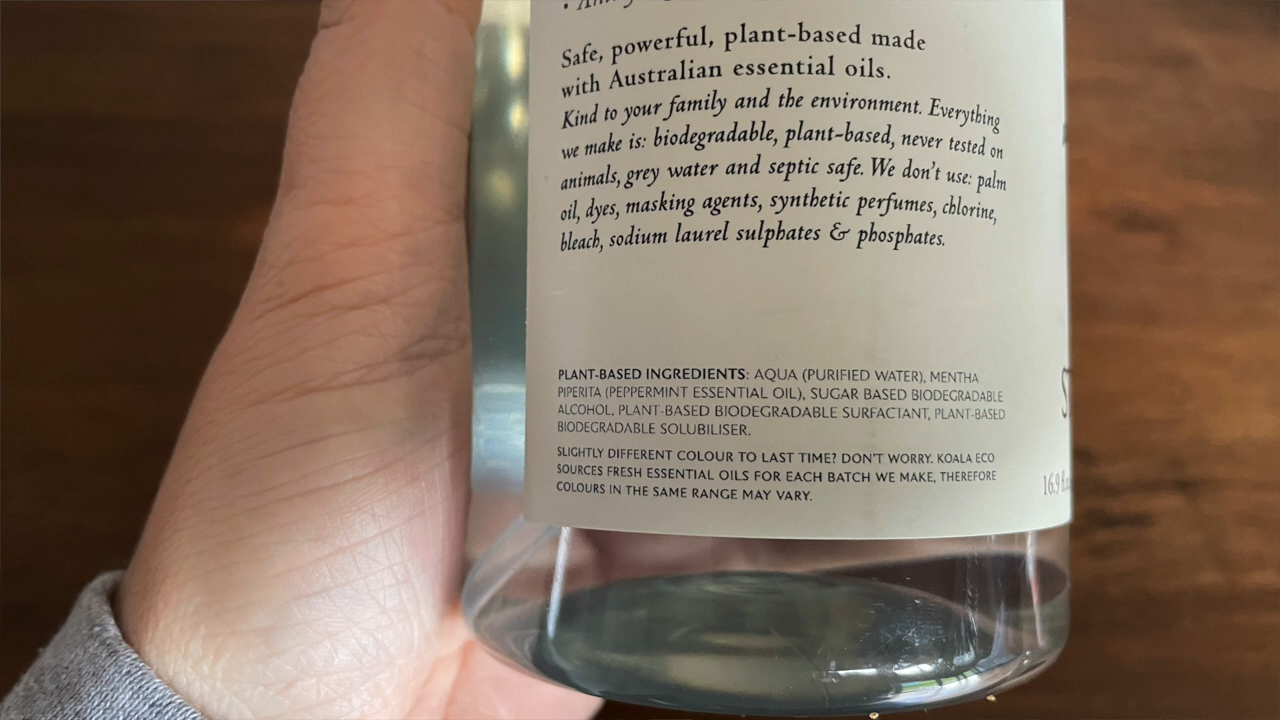 Safe, powerful, plant-based made
with Australian essential oils.
Kind to your family and the environment. Everything
we make is: biodegradable, plant-based, never tested on
animals, grey water and septic safe. We don't use: palm
oil, dyes, masking agents, synthetic perfumes, chlorine,
bleach, sodium laurel sulphates & phosphates.
PLANT-BASED INGREDIENTS: AQUA (PURIFIED WATER), MENTHA
PIPERITA (PEPPERMINT ESSENTIAL OIL), SUGAR BASED BIODEGRADABLE
ALCOHOL, PLANT-BASED BIODEGRADABLE SURFACTANT, PLANT-BASED
BIODEGRADABLE SOLUBILISER.
SLIGHTLY DIFFERENT COLOUR TO LAST TIME? DON'T WORRY. KOALA ECO
SOURCES FRESH ESSENTIAL OILS FOR EACH BATCH WE MAKE, THEREFORE
COLOURS IN THE SAME RANGE MAY VARY.
16.9